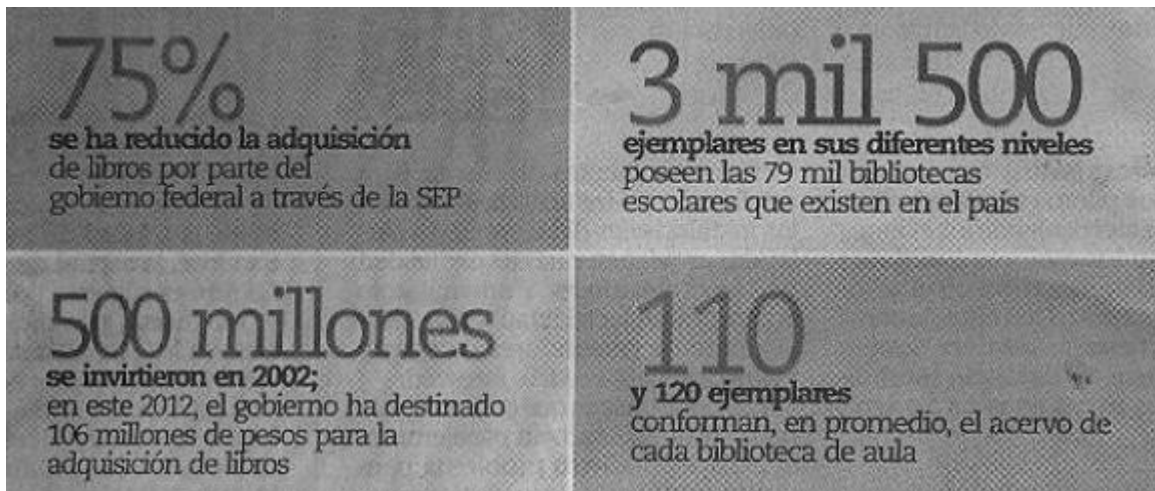 75%
se ha reducido la adquisición
de libros por parte del
gobierno federal a través de la SEP
3 mil 500
ejemplares en sus diferentes niveles
poseen las 79 mil bibliotecas
escolares que existen en el país
500 millones
se invirtieron en 2002;
en este 2012, el gobierno ha destinado
106 millones de pesos para la
adquisición de libros
110
y 120 ejemplares
conforman, en promedio, el acervo de
cada biblioteca de aula